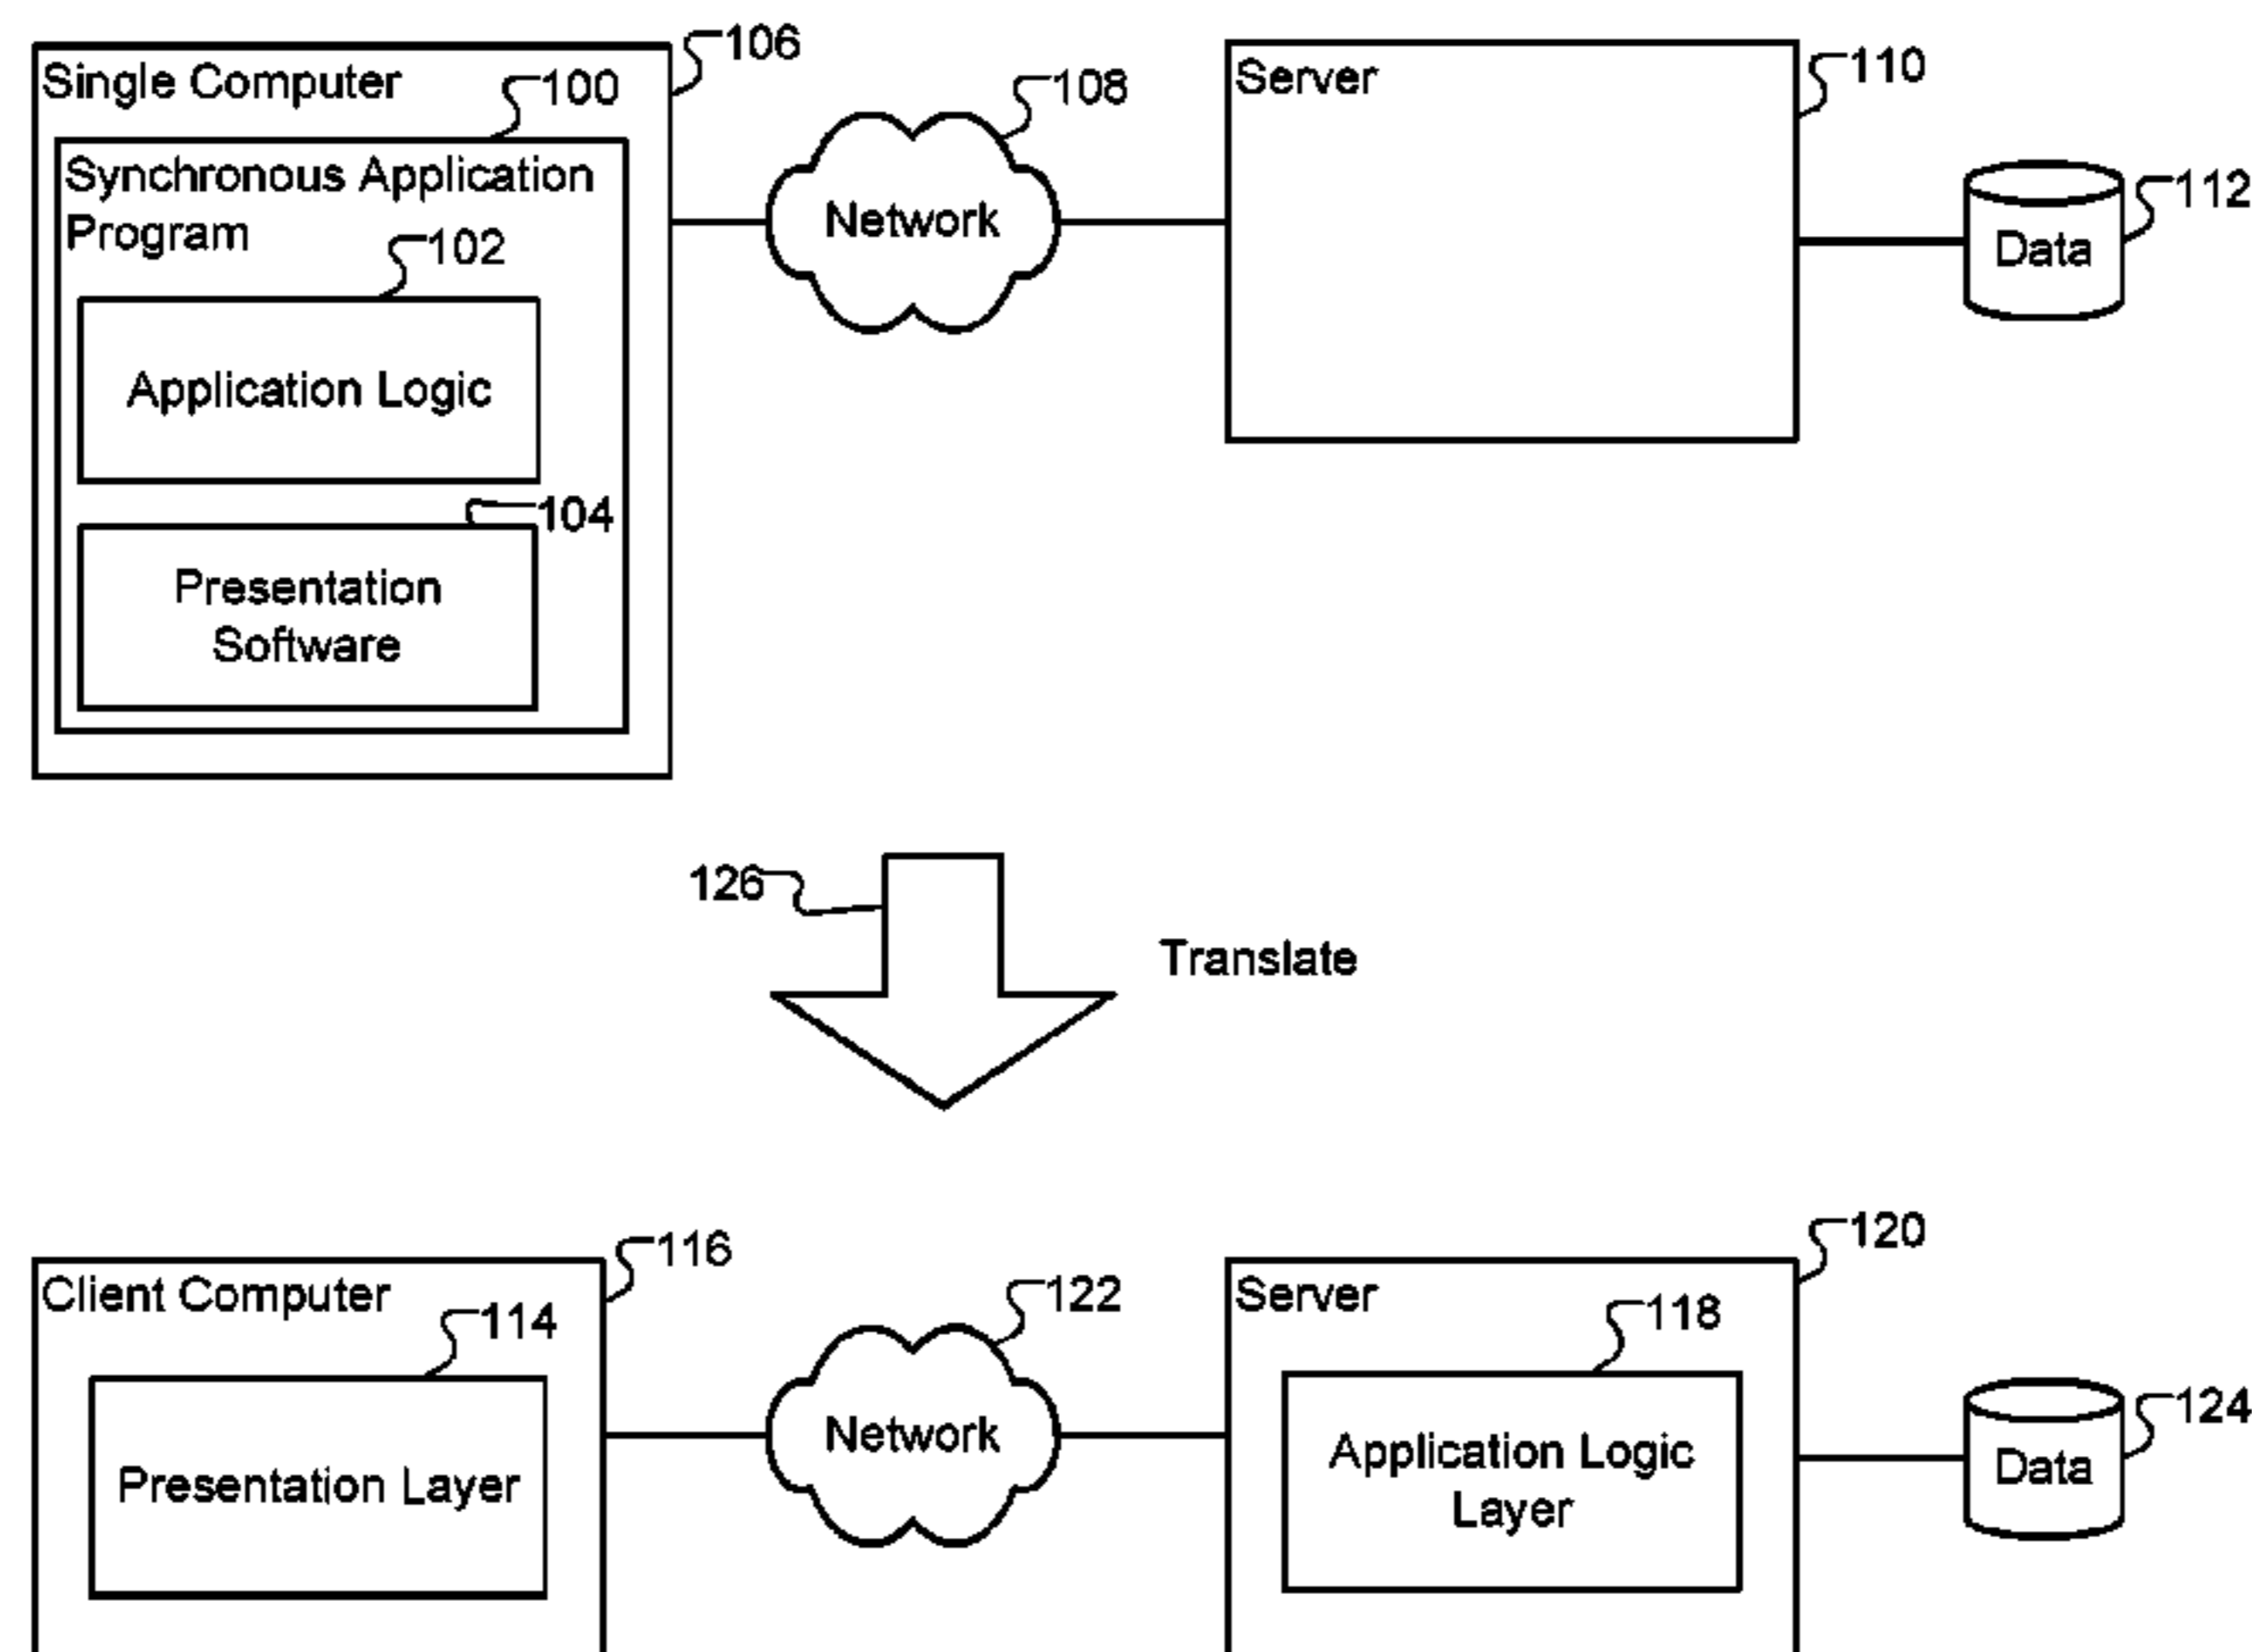 106
Single Computer
100
Synchronous Application
Program
102
Application Logic
104
Presentation
Software
108
Network
110
Server
112
Data
126
Translate
116
Client Computer
114
Presentation Layer
122
Network
120
Server
118
Application Logic
Layer
124
Data